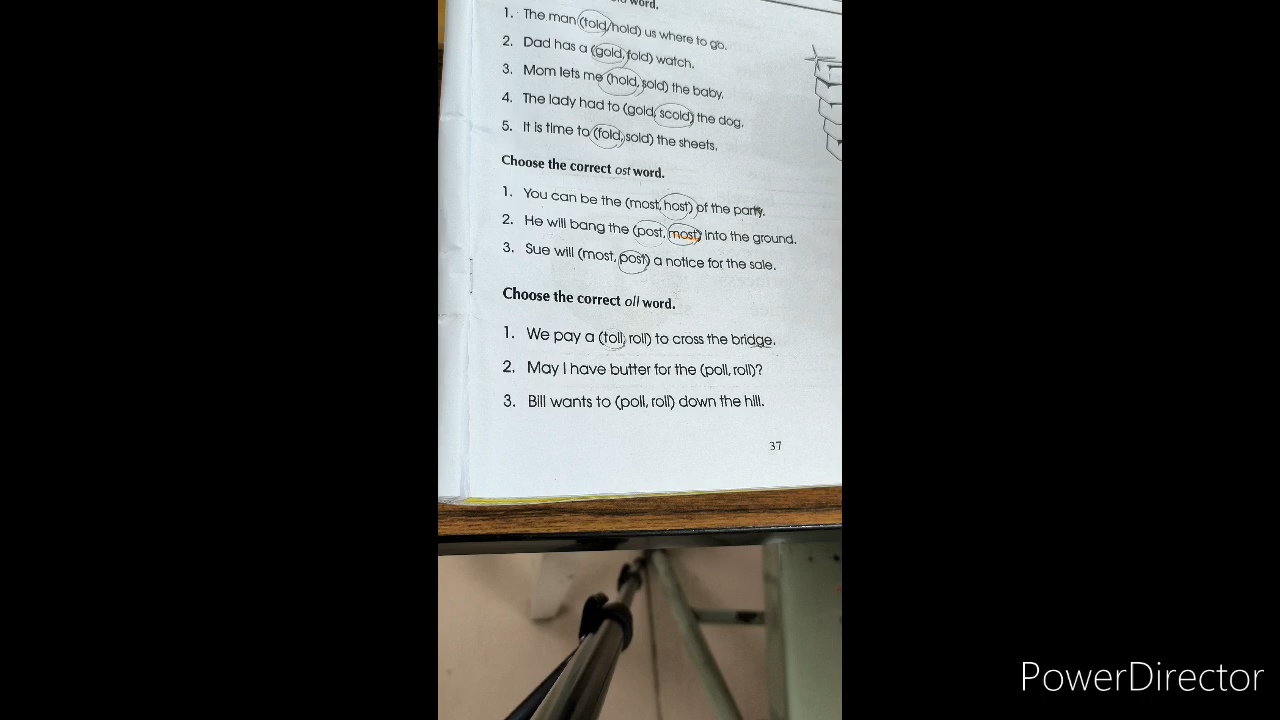 word.
1. The man (told/hold) us where to go.
2. Dad has a (gold, fold) watch.
3. Mom lets me (hold, sold) the baby.
4. The lady had to (gold, scold) the dog.
5. It is time to (fold, sold) the sheets.
Choose the correct ost word.
1. You can be the (most, host) of the party.
2. He will bang the (post, most) into the ground.
3. Sue will (most, post) a notice for the sale.
Choose the correct oll word.
1. We pay a (toll, roll) to cross the bridge.
2. May I have butter for the (poll, roll)?
3. Bill wants to (poll, roll) down the hill.
37
PowerDirector